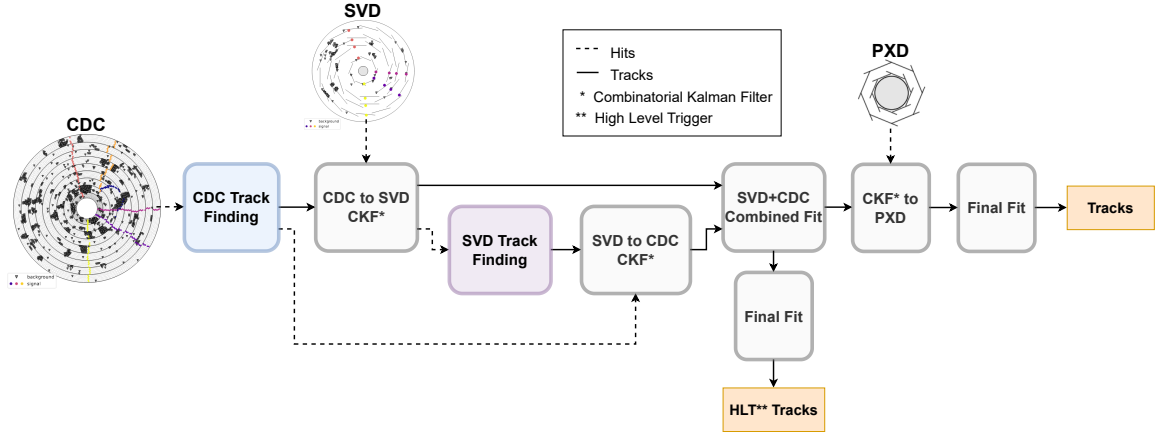 SVD
background
signal
Hits
Tracks
* Combinatorial Kalman Filter
** High Level Trigger
PXD
CDC
background
signal
CDC Track
Finding
CDC to SVD
CKF*
SVD Track
Finding
SVD to CDC
CKF*
SVD+CDC
Combined Fit
CKF* to
PXD
Final Fit
Tracks
Final Fit
HLT** Tracks